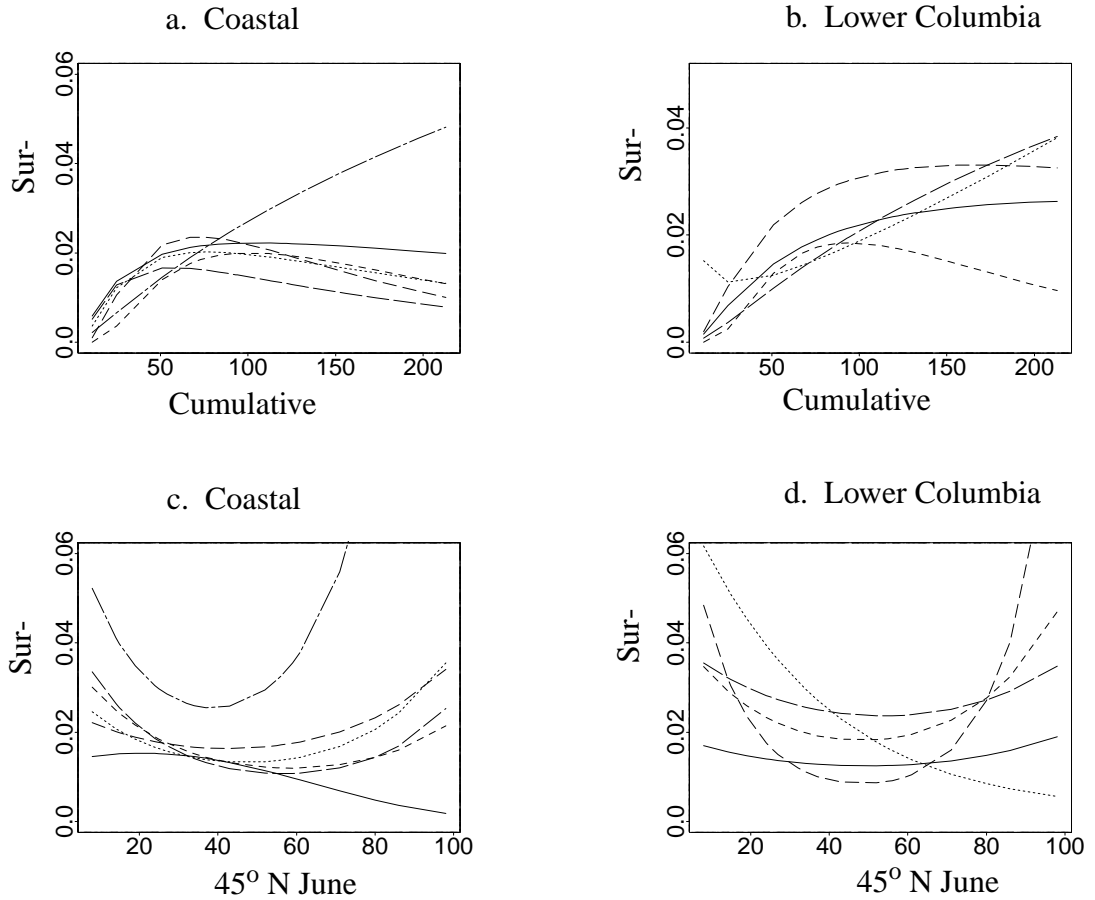 a. Coastal
b. Lower Columbia
0.06
0.04
0.02
0.0
Sur-
50 100 150 200
Cumulative
0.04
0.02
0.0
Sur-
50 100 150 200
Cumulative
c. Coastal
d. Lower Columbia
0.06
0.04
0.02
0.0
Sur-
20 40 60 80 100
45° N June
0.06
0.04
0.02
0.0
Sur-
20 40 60 80 100
45° N June